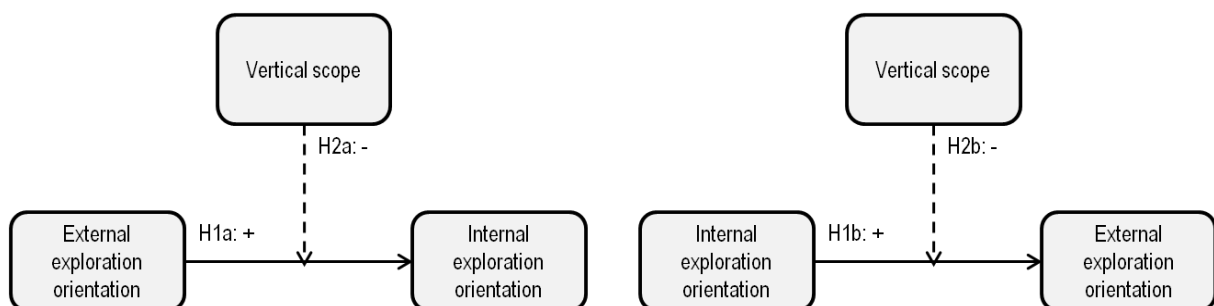 Vertical scope
H2a: -
External
exploration
orientation
H1a: +
Internal
exploration
orientation
Vertical scope
H2b: -
Internal
exploration
orientation
H1b: +
External
exploration
orientation